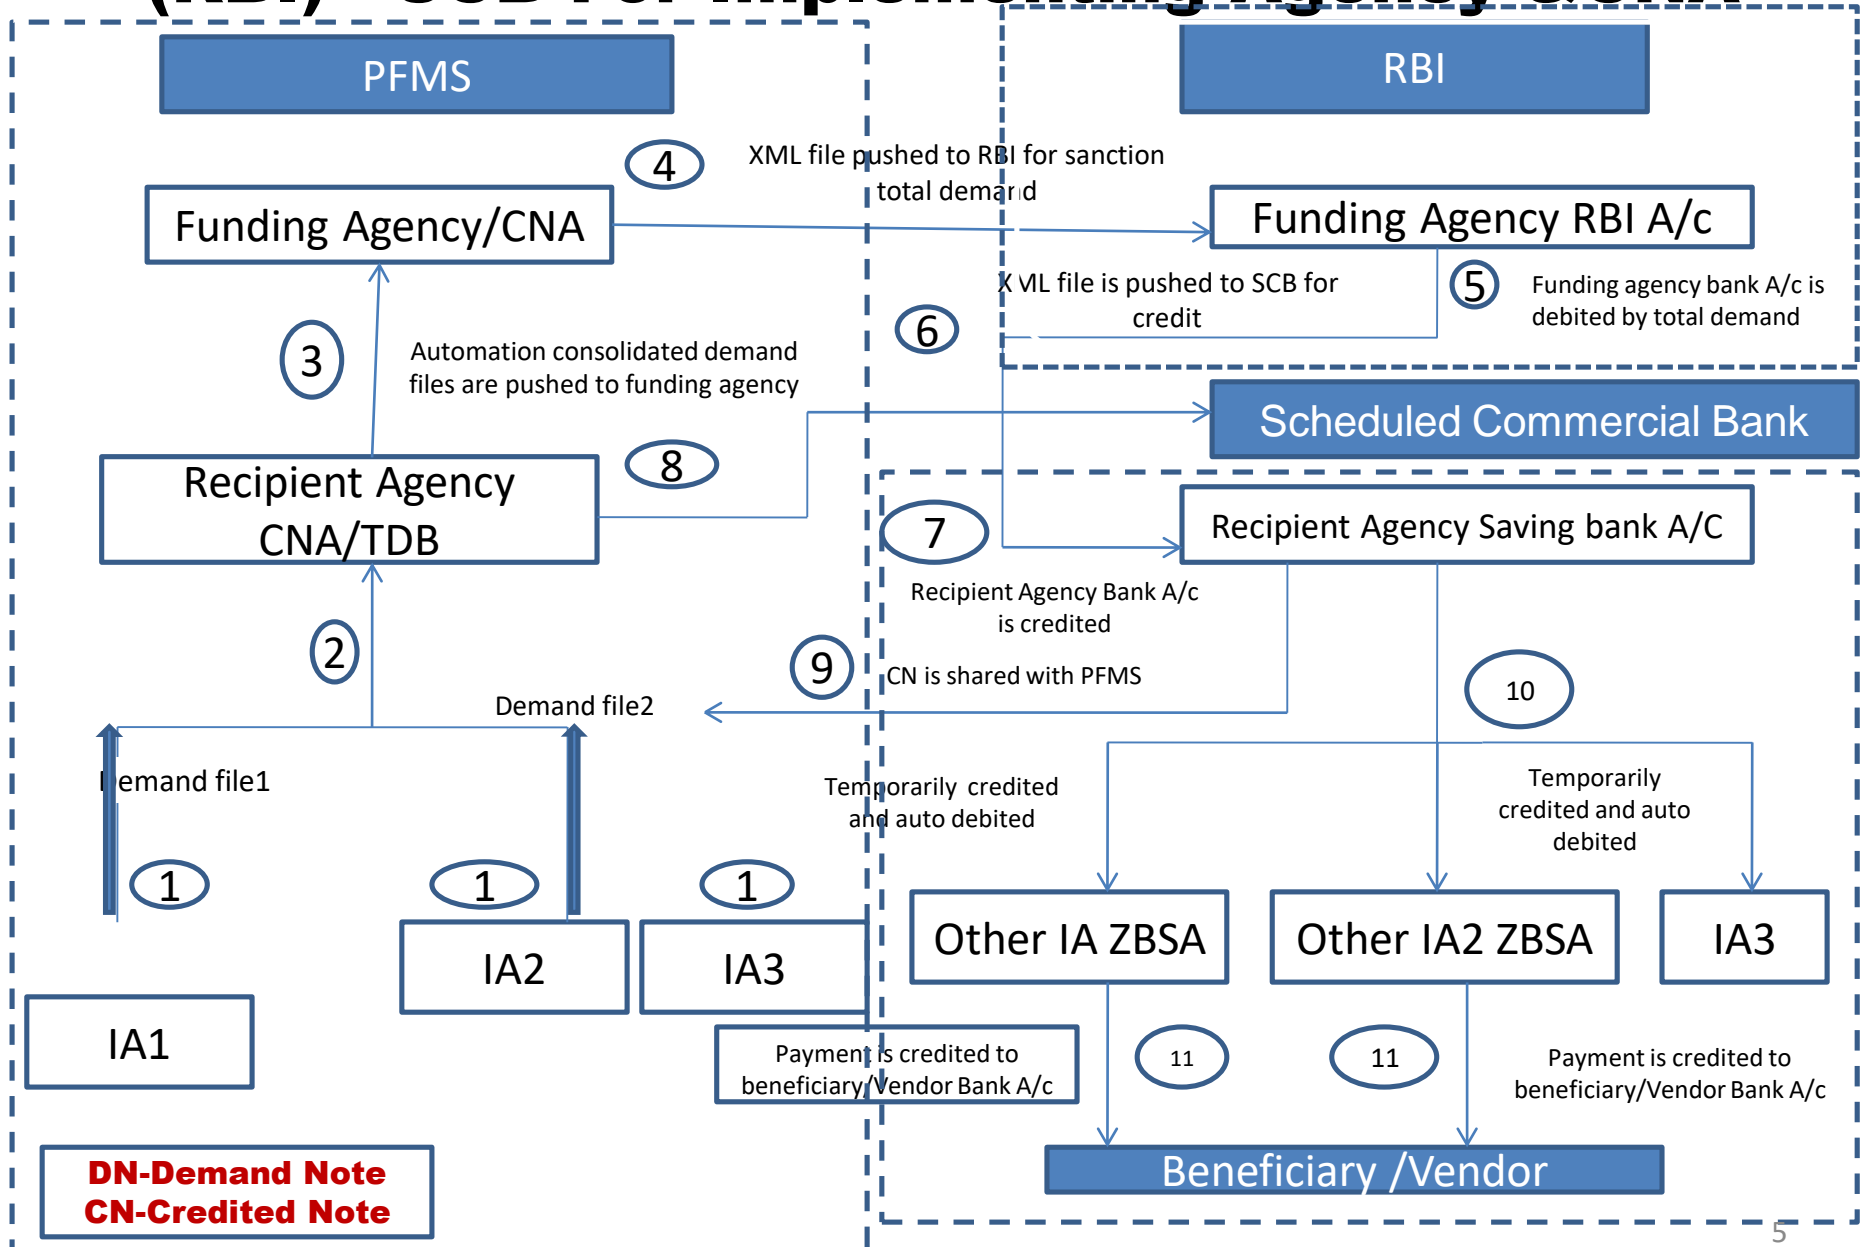 PFMS
RBI
4
XML file pushed to RBI for sanction
total demand
Funding Agency/CNA
Funding Agency RBI A/c
XML file is pushed to SCB for
credit
5
Funding agency bank A/c is
debited by total demand
6
3
Automation consolidated demand
files are pushed to funding agency
Scheduled Commercial Bank
8
Recipient Agency
CNA/TDB
7
Recipient Agency Saving bank A/C
Recipient Agency Bank A/c
is credited
2
9
CN is shared with PFMS
10
Demand file2
Demand file1
Temporarily credited
and auto debited
Temporarily
credited and auto
debited
1
1
1
Other IA ZBSA
Other IA2 ZBSA
IA3
IA2
IA3
IA1
Payment is credited to
beneficiary/Vendor Bank A/c
11
11
Payment is credited to
beneficiary/Vendor Bank A/c
DN-Demand Note
CN-Credited Note
Beneficiary /Vendor
5